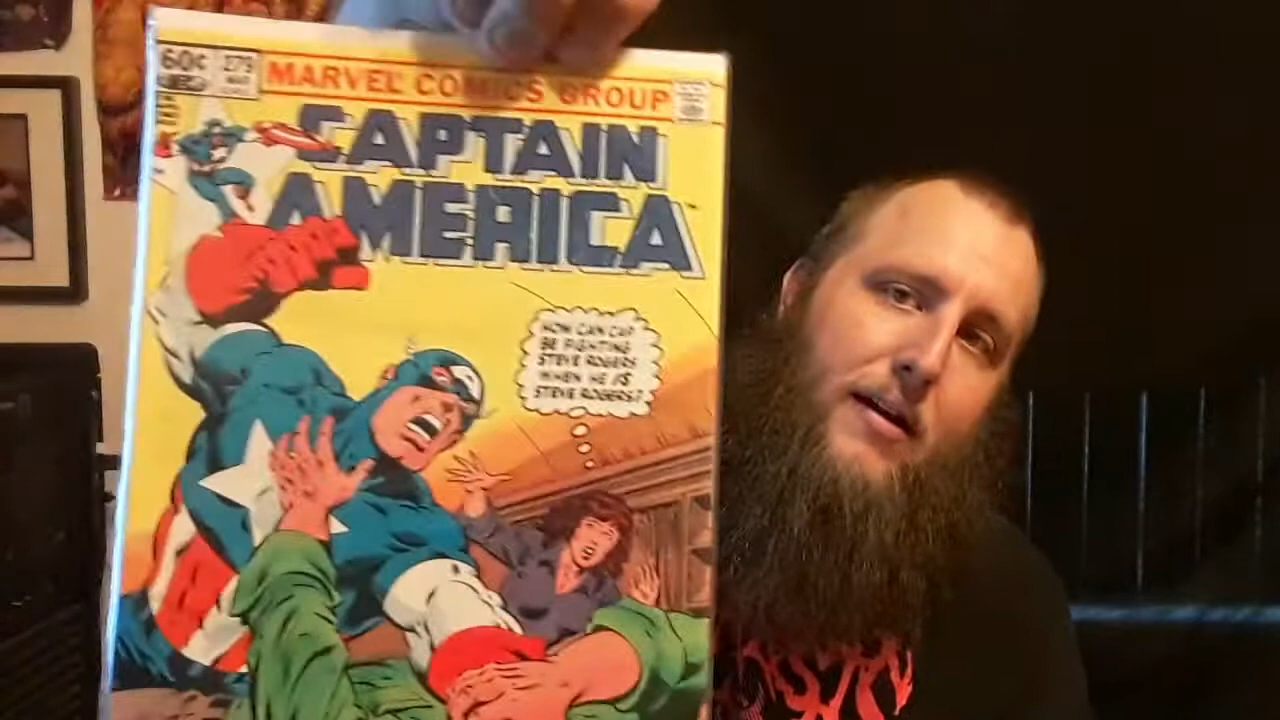 60¢ 279
MAR
MARVEL COMICS GROUP
CAPTAIN
AMERICA
HOW CAN CAP
BE FIGHTING
STEVE ROGERS
WHEN HE IS
STEVE ROGERS?